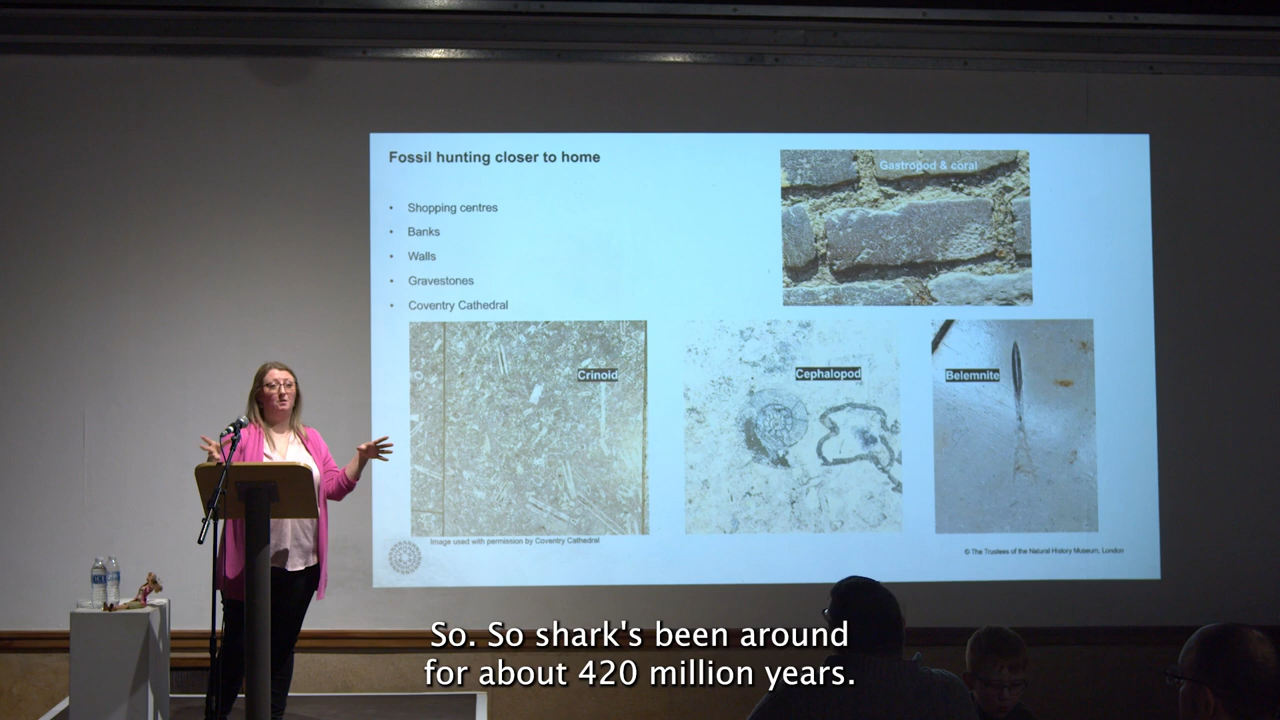 Fossil hunting closer to home
• Shopping centres
• Banks
• Walls
• Gravestones
• Coventry Cathedral
Gastropod & coral
Crinoid
Cephalopod
Belemnite
Image used with permission by Coventry Cathedral
© The Trustees of the Natural History Museum, London
So. So shark's been around
for about 420 million years.